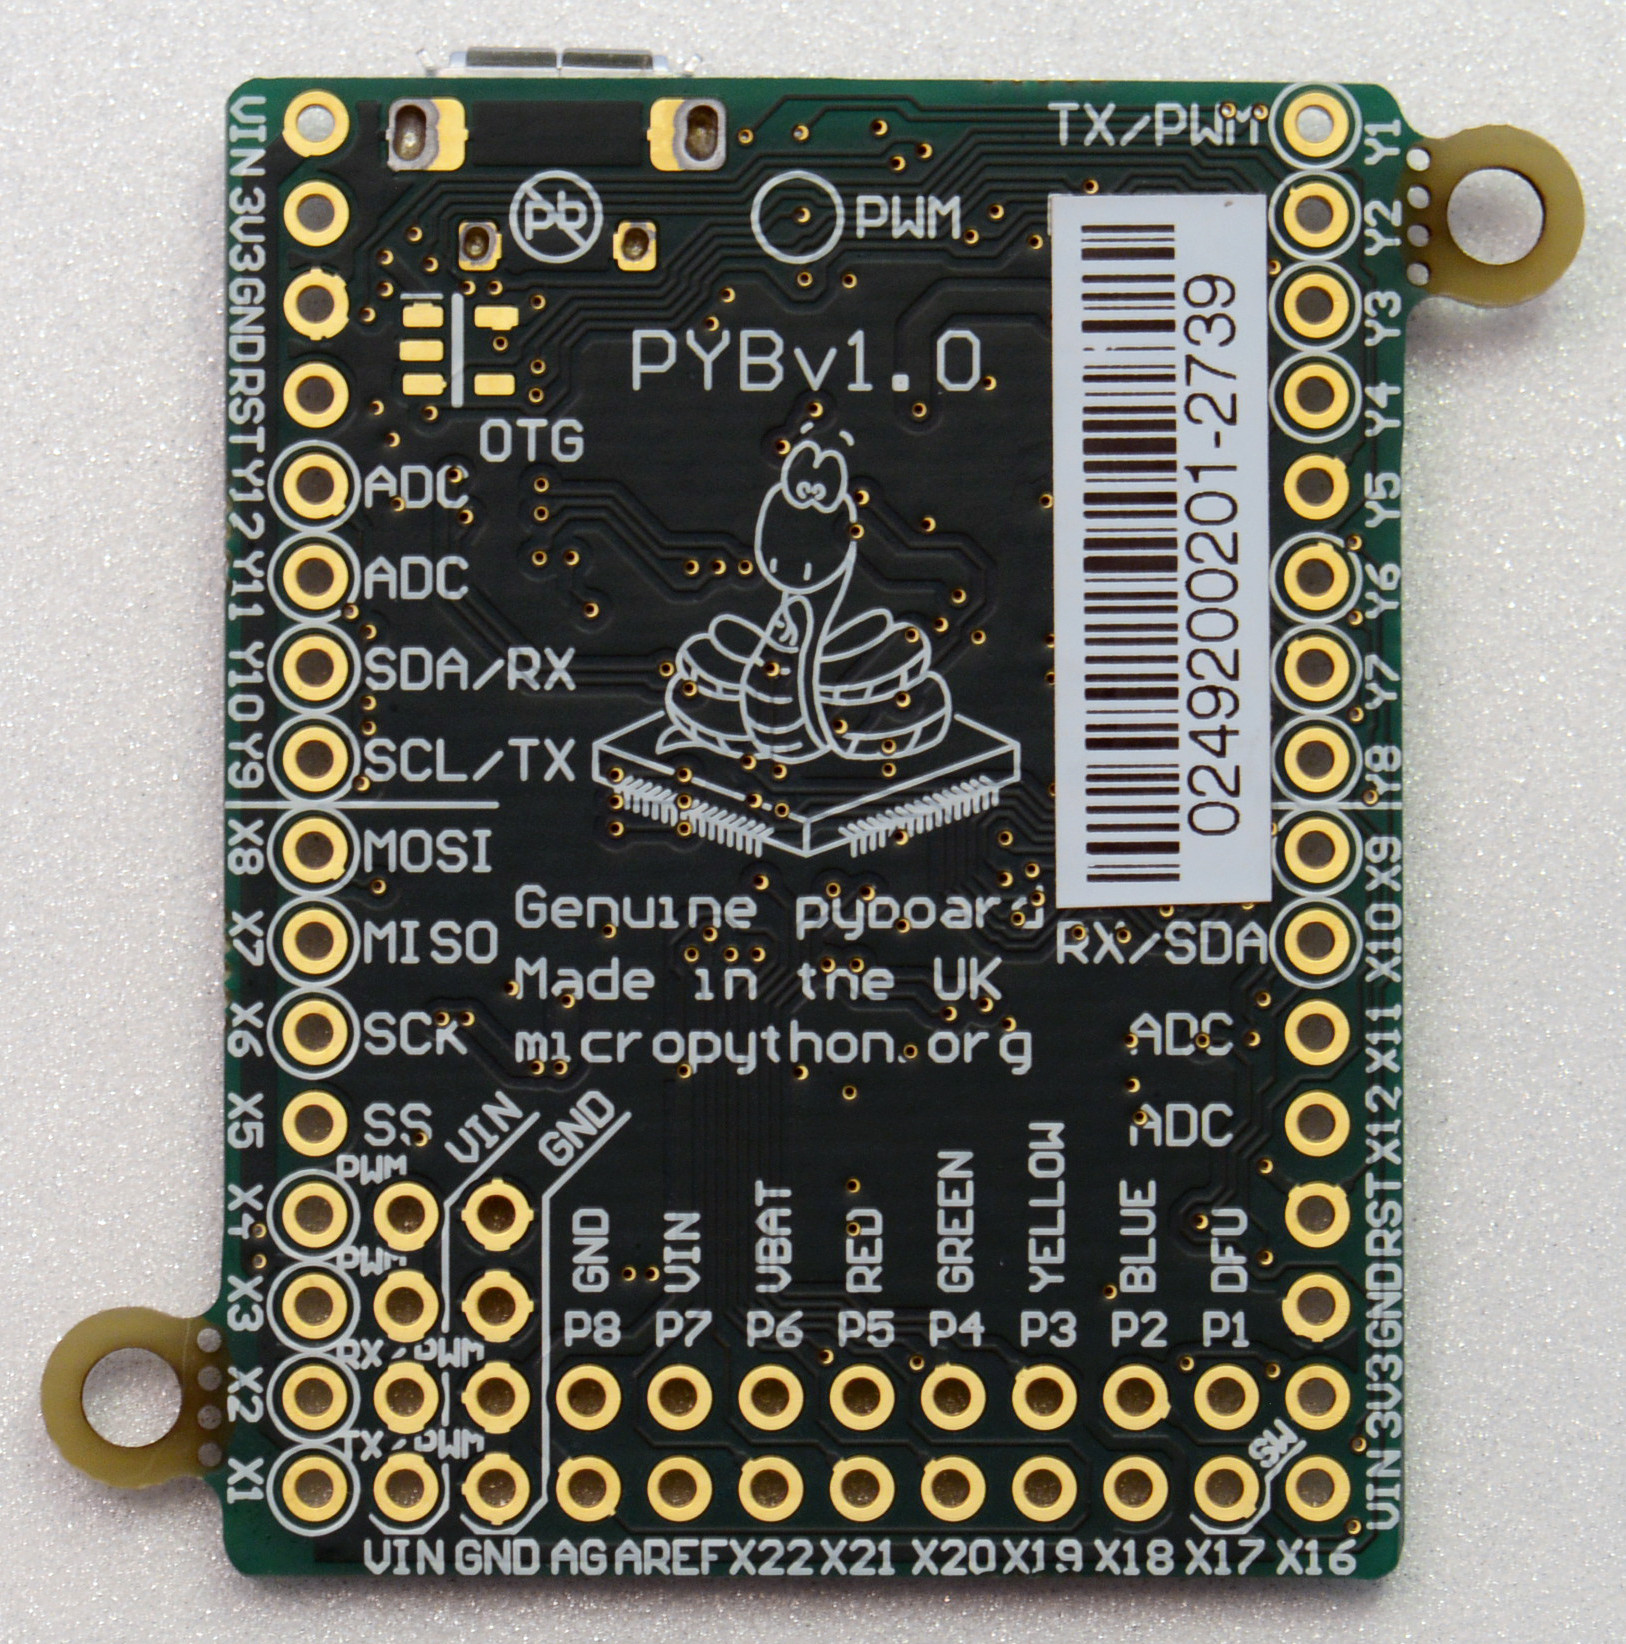 VIN 3V3 GND RST Y12 Y11 Y10 Y9
X8 X7 X6 X5 X4 X3 X2 X1
Pb
PWM
TX/PWM
OTG
PYBv1.0
0249200201-2739
ADC
ADC
SDA/RX
SCL/TX
MOSI
MISO
SCK
SS
Genuine pyboard
Made in the UK
micropython.org
RX/SDA
ADC
ADC
Y1 Y2 Y3 Y4 Y5 Y6 Y7 Y8
X9 X10 X11 X12 RST GND 3V3 VIN
VIN
GND
PWM
PWM
RX/PWM
TX/PWM
GND VIN VBAT RED GREEN YELLOW BLUE DFU
P8 P7 P6 P5 P4 P3 P2 P1
SW
VIN GND AG AREF X22 X21 X20 X19 X18 X17 X16